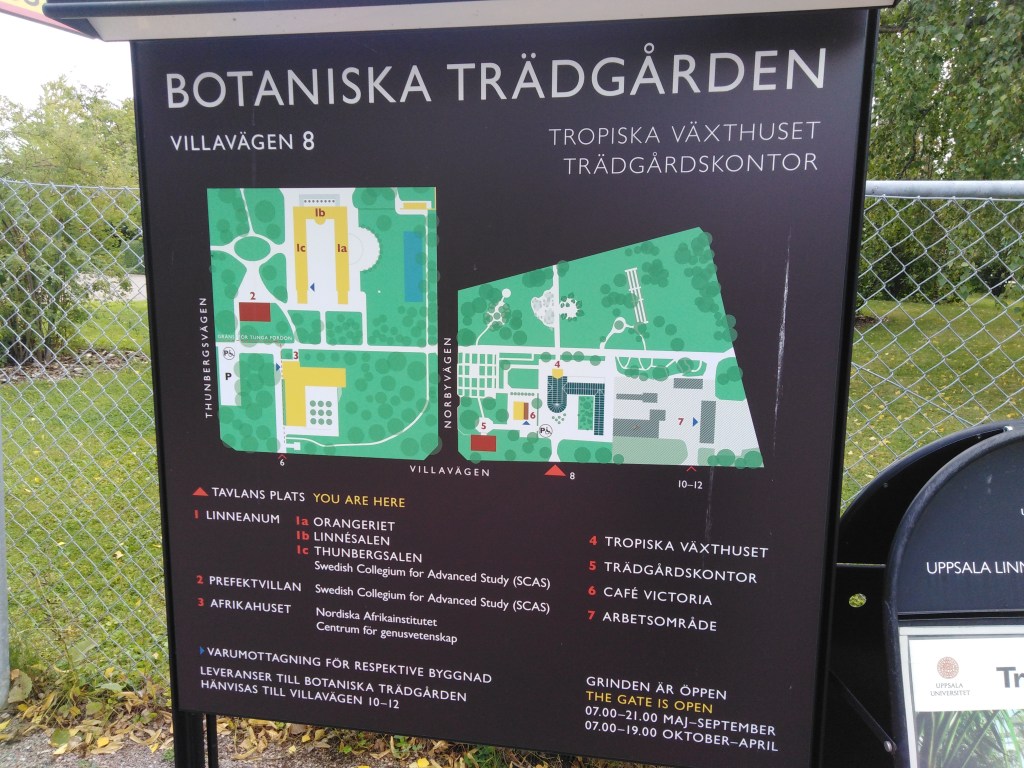 BOTANISKA TRÄDGÅRDEN
VILLAVÄGEN 8
TROPISKA VÄXTHUSET
TRÄDGÅRDSKONTOR
1b
1c
1a
2
3
P
6
THUNBERGSVÄGEN
NORBYVÄGEN
VILLAVÄGEN
4
5
6
7
8
10–12
TAVLANS PLATS YOU ARE HERE
1 LINNEANUM 1a ORANGERIET
1b LINNÉSALEN
1c THUNBERGSALEN
Swedish Collegium for Advanced Study (SCAS)
2 PREFEKTVILLAN Swedish Collegium for Advanced Study (SCAS)
3 AFRIKAHUSET Nordiska Afrikainstitutet
Centrum för genusvetenskap
VARUMOTTAGNING FÖR RESPEKTIVE BYGGNAD
LEVERANSER TILL BOTANISKA TRÄDGÅRDEN
HÄNVISAS TILL VILLAVÄGEN 10–12
4 TROPISKA VÄXTHUSET
5 TRÄDGÅRDSKONTOR
6 CAFÉ VICTORIA
7 ARBETSOMRÅDE
GRINDEN ÄR ÖPPEN
THE GATE IS OPEN
07.00–21.00 MAJ–SEPTEMBER
07.00–19.00 OKTOBER–APRIL
UPPSALA LINN
UPPSALA
UNIVERSITET
Tr